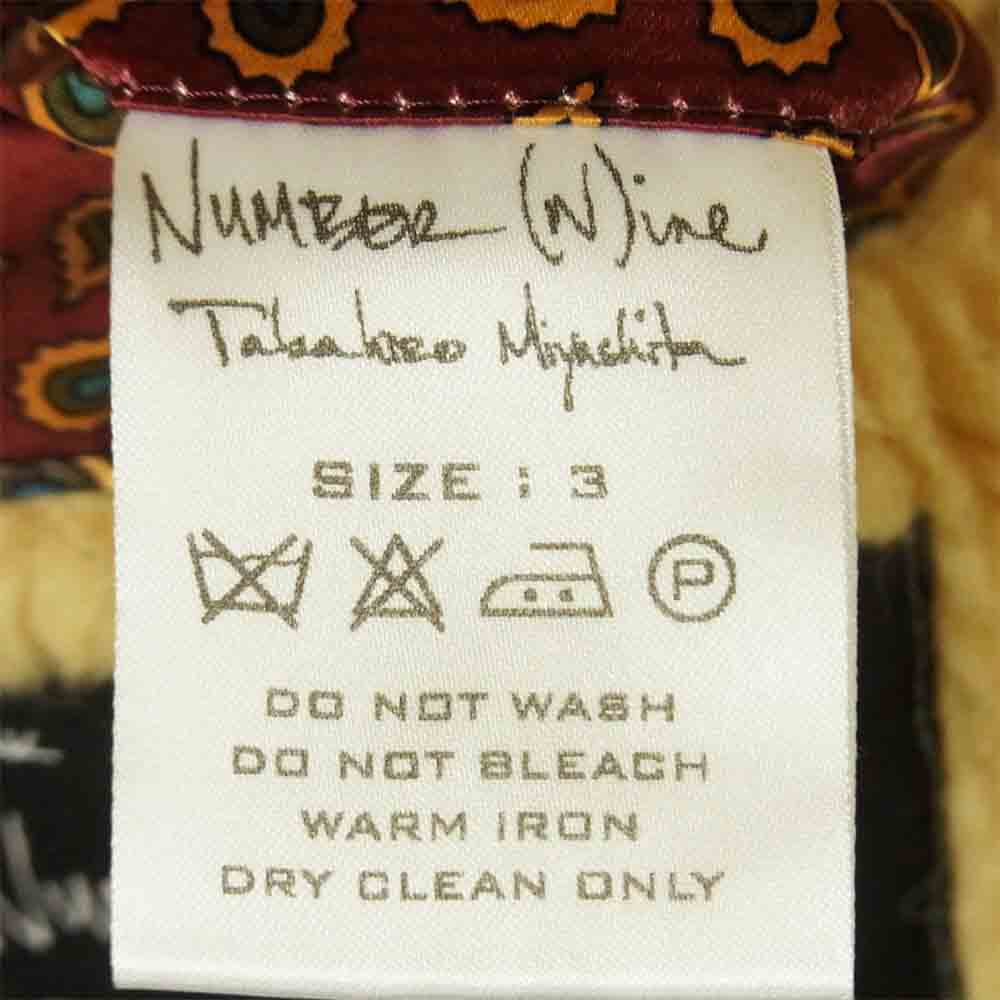 NUMBER (N)ine
Takahiro Miyashita
SIZE : 3
P
DO NOT WASH
DO NOT BLEACH
WARM IRON
DRY CLEAN ONLY